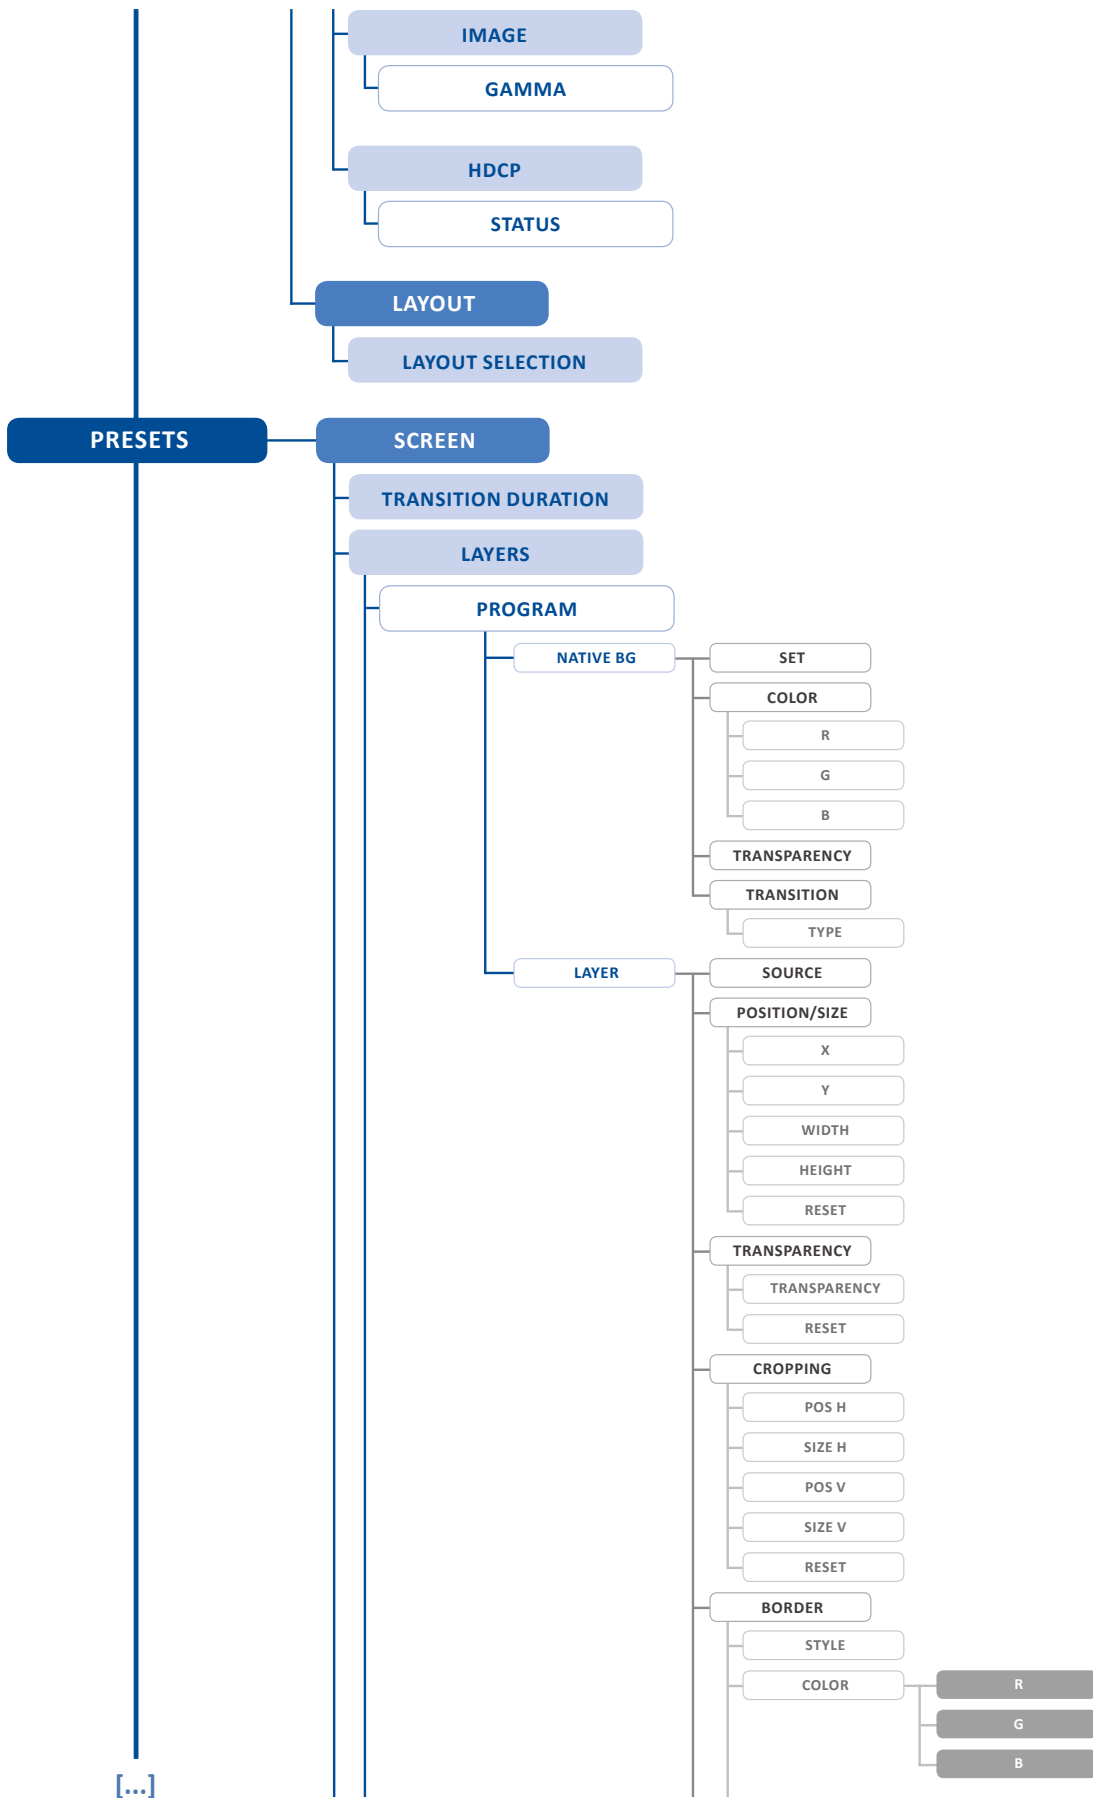 IMAGE
GAMMA
HDCP
STATUS
LAYOUT
LAYOUT SELECTION
PRESETS
SCREEN
TRANSITION DURATION
LAYERS
PROGRAM
NATIVE BG
SET
COLOR
R
G
B
TRANSPARENCY
TRANSITION
TYPE
LAYER
SOURCE
POSITION/SIZE
X
Y
WIDTH
HEIGHT
RESET
TRANSPARENCY
TRANSPARENCY
RESET
CROPPING
POS H
SIZE H
POS V
SIZE V
RESET
BORDER
STYLE
COLOR
R
G
B
[...]